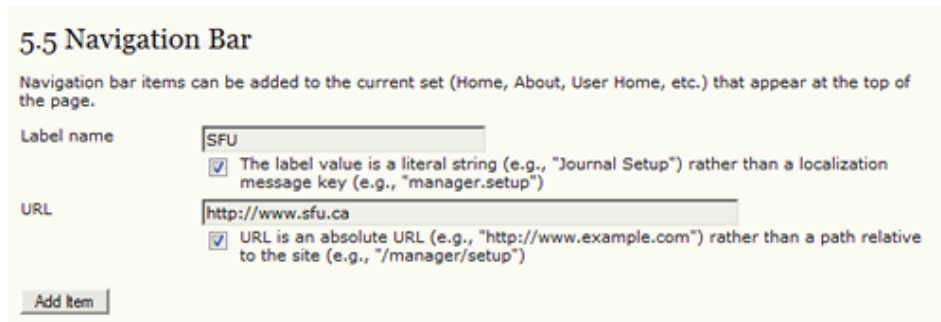 5.5 Navigation Bar
Navigation bar items can be added to the current set (Home, About, User Home, etc.) that appear at the top of
the page.
Label name
SFU
The label value is a literal string (e.g., "Journal Setup") rather than a localization
message key (e.g., "manager.setup")
URL
http://www.sfu.ca
URL is an absolute URL (e.g., "http://www.example.com") rather than a path relative
to the site (e.g., "/manager/setup")
Add Item